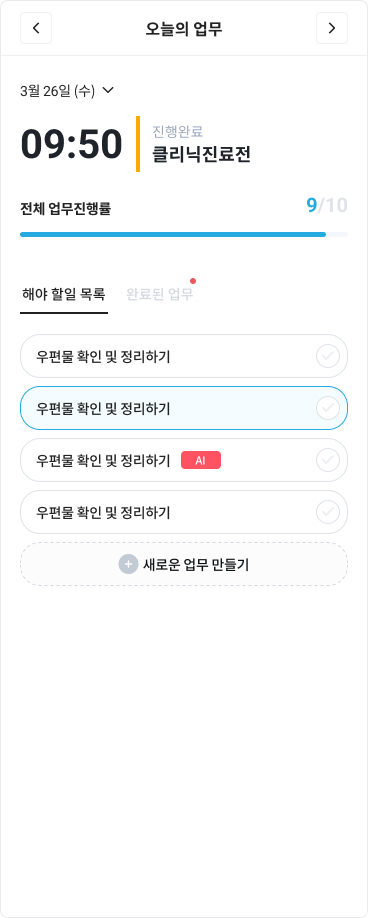 오늘의 업무
3월 26일 (수)
09:50
진행완료
클리닉진료전
전체 업무진행률
9/10
해야 할일 목록
완료된 업무
우편물 확인 및 정리하기
우편물 확인 및 정리하기
우편물 확인 및 정리하기 AI
우편물 확인 및 정리하기
새로운 업무 만들기